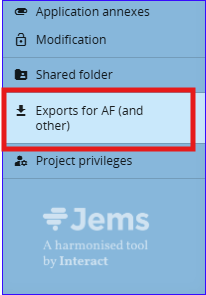 Application annexes
Modification
Shared folder
Exports for AF (and
other)
Project privileges
Jems
A harmonised tool
by Interact